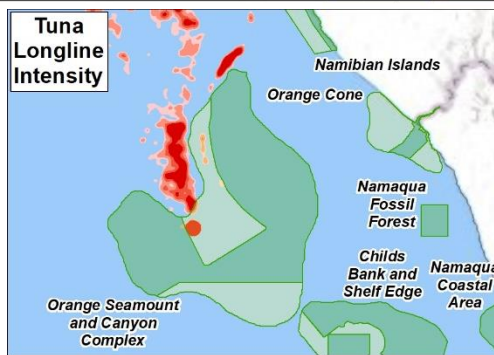 Tuna
Longline
Intensity
Namibian Islands
Orange Cone
Namaqua
Fossil
Forest
Childs
Bank and
Shelf Edge
Namaqua
Coastal
Area
Orange Seamount
and Canyon
Complex